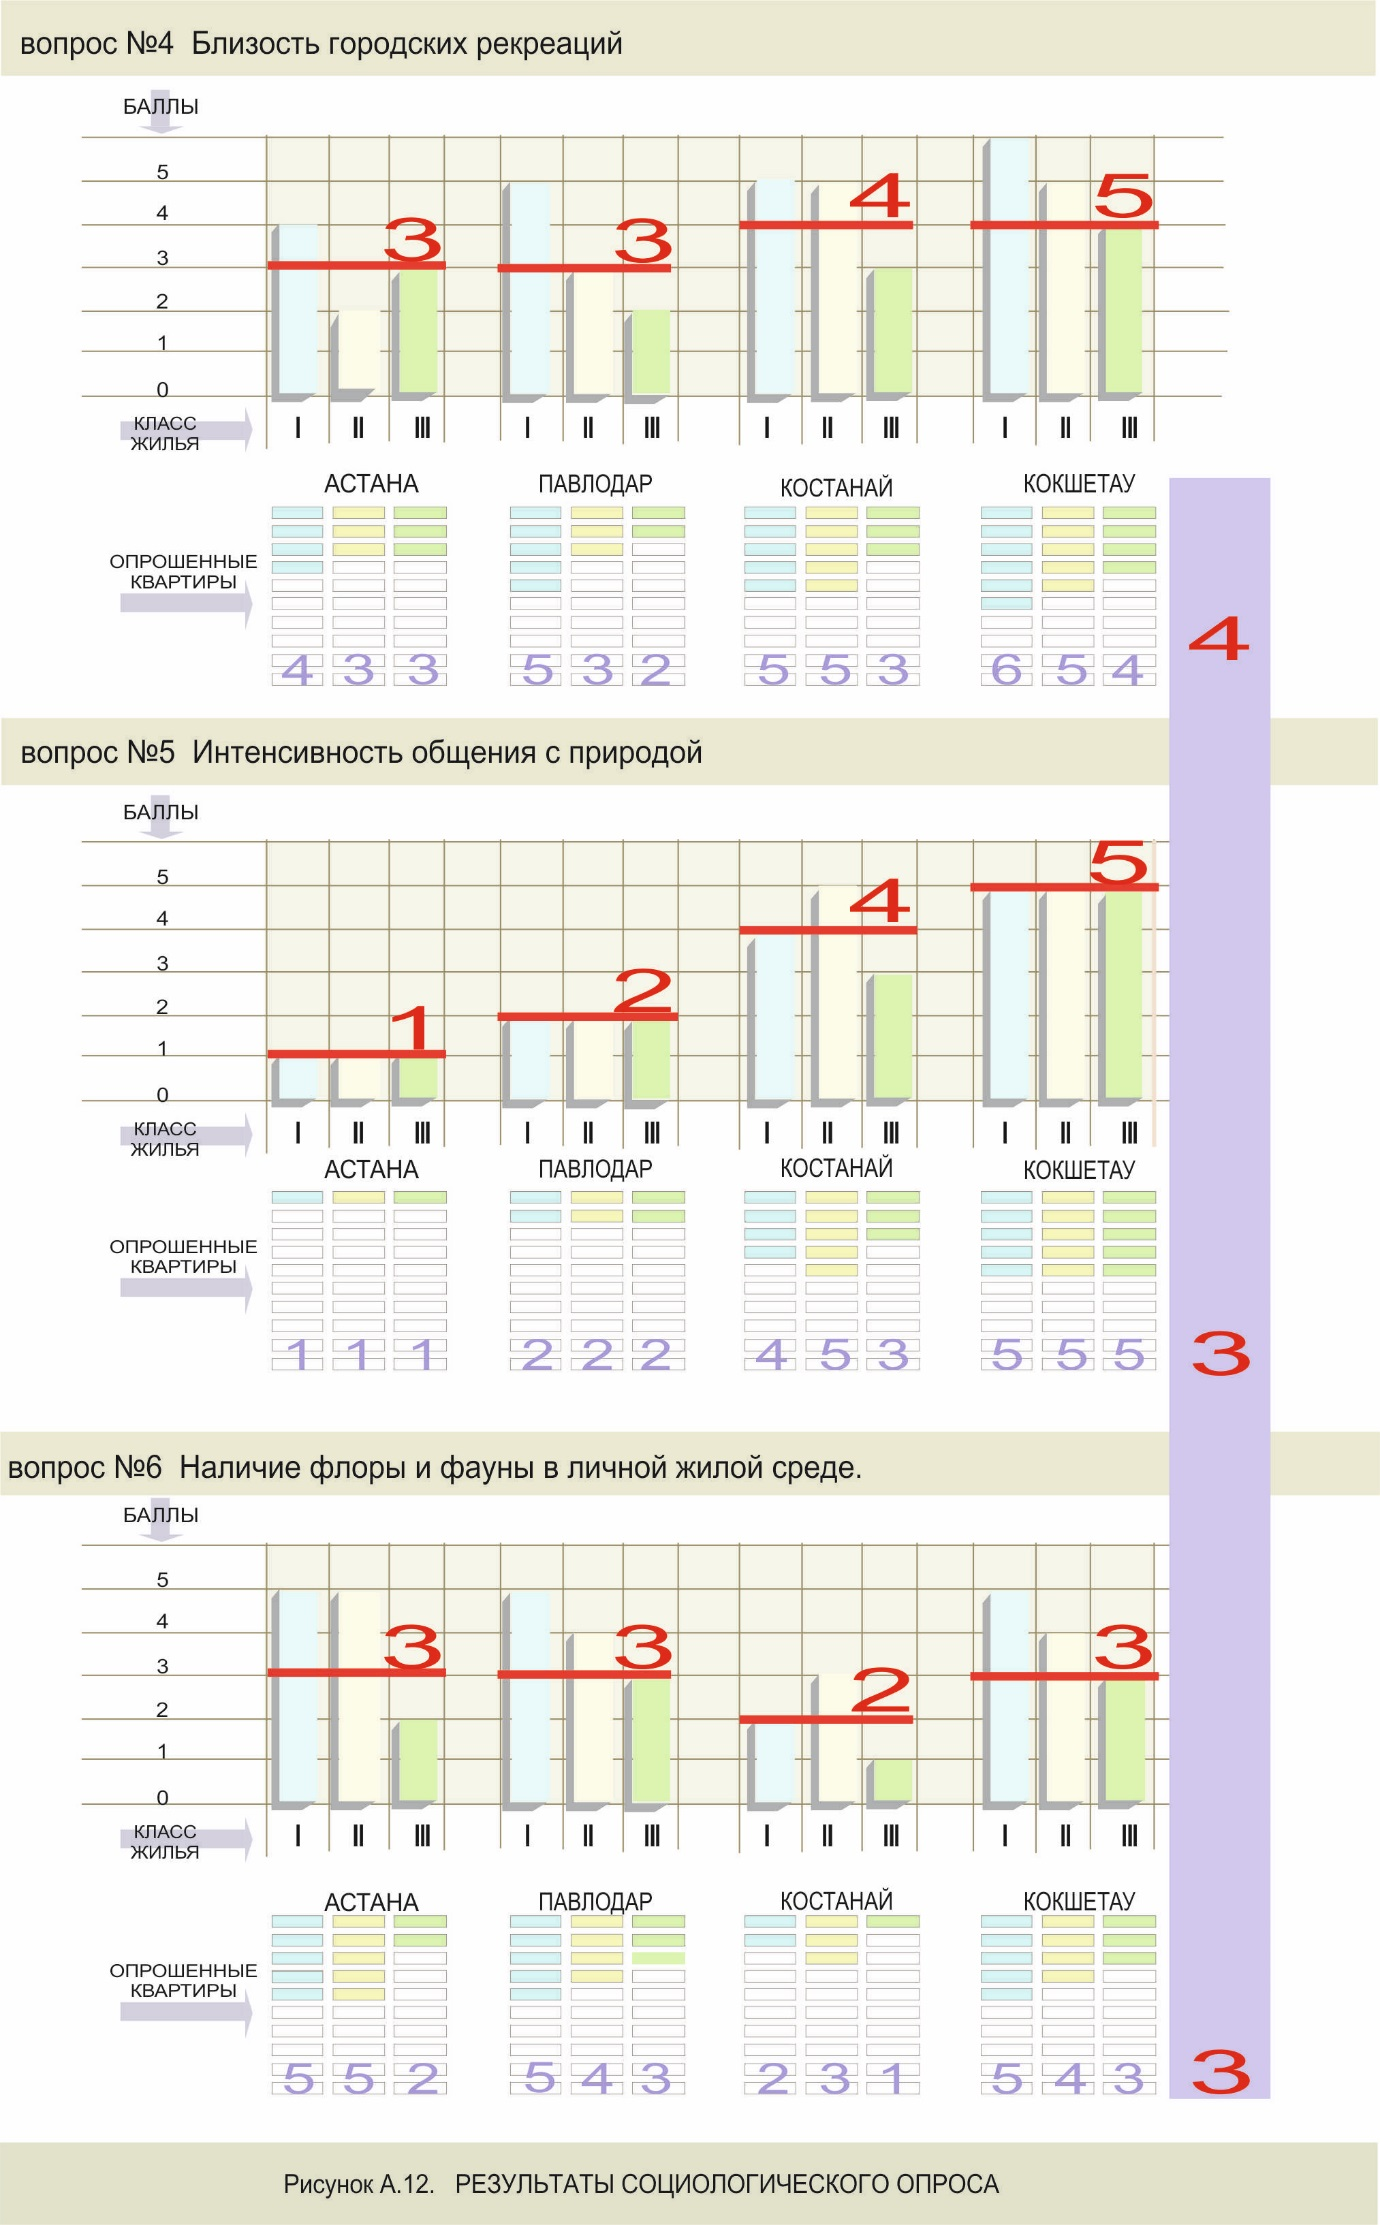 вопрос №4 Близость городских рекреаций
БАЛЛЫ
5
4
3
2
1
0
3
3
4
5
КЛАСС
ЖИЛЬЯ
I II III I II III I II III I II III
АСТАНА ПАВЛОДАР КОСТАНАЙ КОКШЕТАУ
ОПРОШЕННЫЕ
КВАРТИРЫ
4 3 3 5 3 2 5 5 3 6 5 4
4
вопрос №5 Интенсивность общения с природой
БАЛЛЫ
5
4
3
2
1
0
1
2
4
5
КЛАСС
ЖИЛЬЯ
I II III I II III I II III I II III
АСТАНА ПАВЛОДАР КОСТАНАЙ КОКШЕТАУ
ОПРОШЕННЫЕ
КВАРТИРЫ
1 1 1 2 2 2 4 5 3 5 5 5
3
вопрос №6 Наличие флоры и фауны в личной жилой среде.
БАЛЛЫ
5
4
3
2
1
0
3
3
2
3
КЛАСС
ЖИЛЬЯ
I II III I II III I II III I II III
АСТАНА ПАВЛОДАР КОСТАНАЙ КОКШЕТАУ
ОПРОШЕННЫЕ
КВАРТИРЫ
5 5 2 5 4 3 2 3 1 5 4 3
3
Рисунок А.12. РЕЗУЛЬТАТЫ СОЦИОЛОГИЧЕСКОГО ОПРОСА